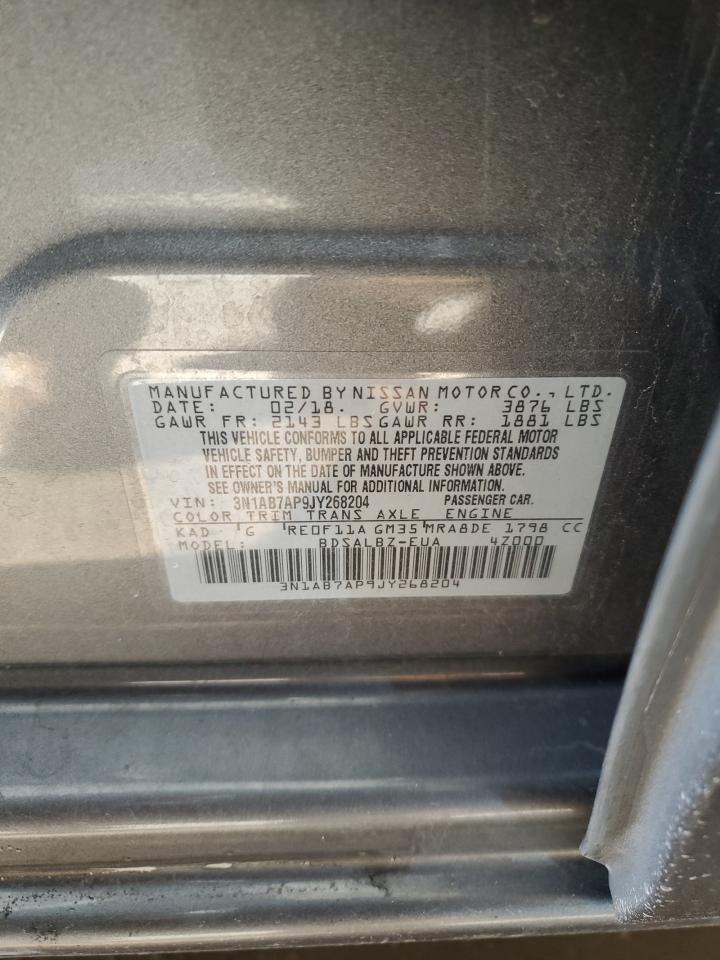 MANUFACTURED BY NISSAN MOTOR CO., LTD.
DATE: 02/18. GVWR: 3876 LBS
GAWR FR: 2143 LBS GAWR RR: 1881 LBS
THIS VEHICLE CONFORMS TO ALL APPLICABLE FEDERAL MOTOR
VEHICLE SAFETY, BUMPER AND THEFT PREVENTION STANDARDS
IN EFFECT ON THE DATE OF MANUFACTURE SHOWN ABOVE.
SEE OWNER'S MANUAL FOR ADDITIONAL INFORMATION.
VIN: 3N1AB7AP9JY268204 PASSENGER CAR.
COLOR TRIM TRANS AXLE ENGINE
KAD 'G 'RE0F11A GM35 'MRA8DE 1798 CC
MODEL: BDSALBZ-EUA 4Z000
3N1AB7AP9JY268204